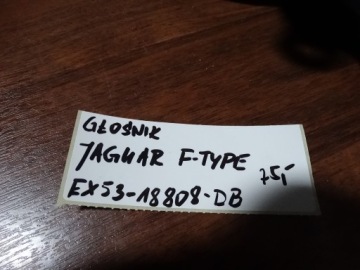 GŁOŚNIK
JAGUAR F-TYPE 75,-
EX53-18808-DB